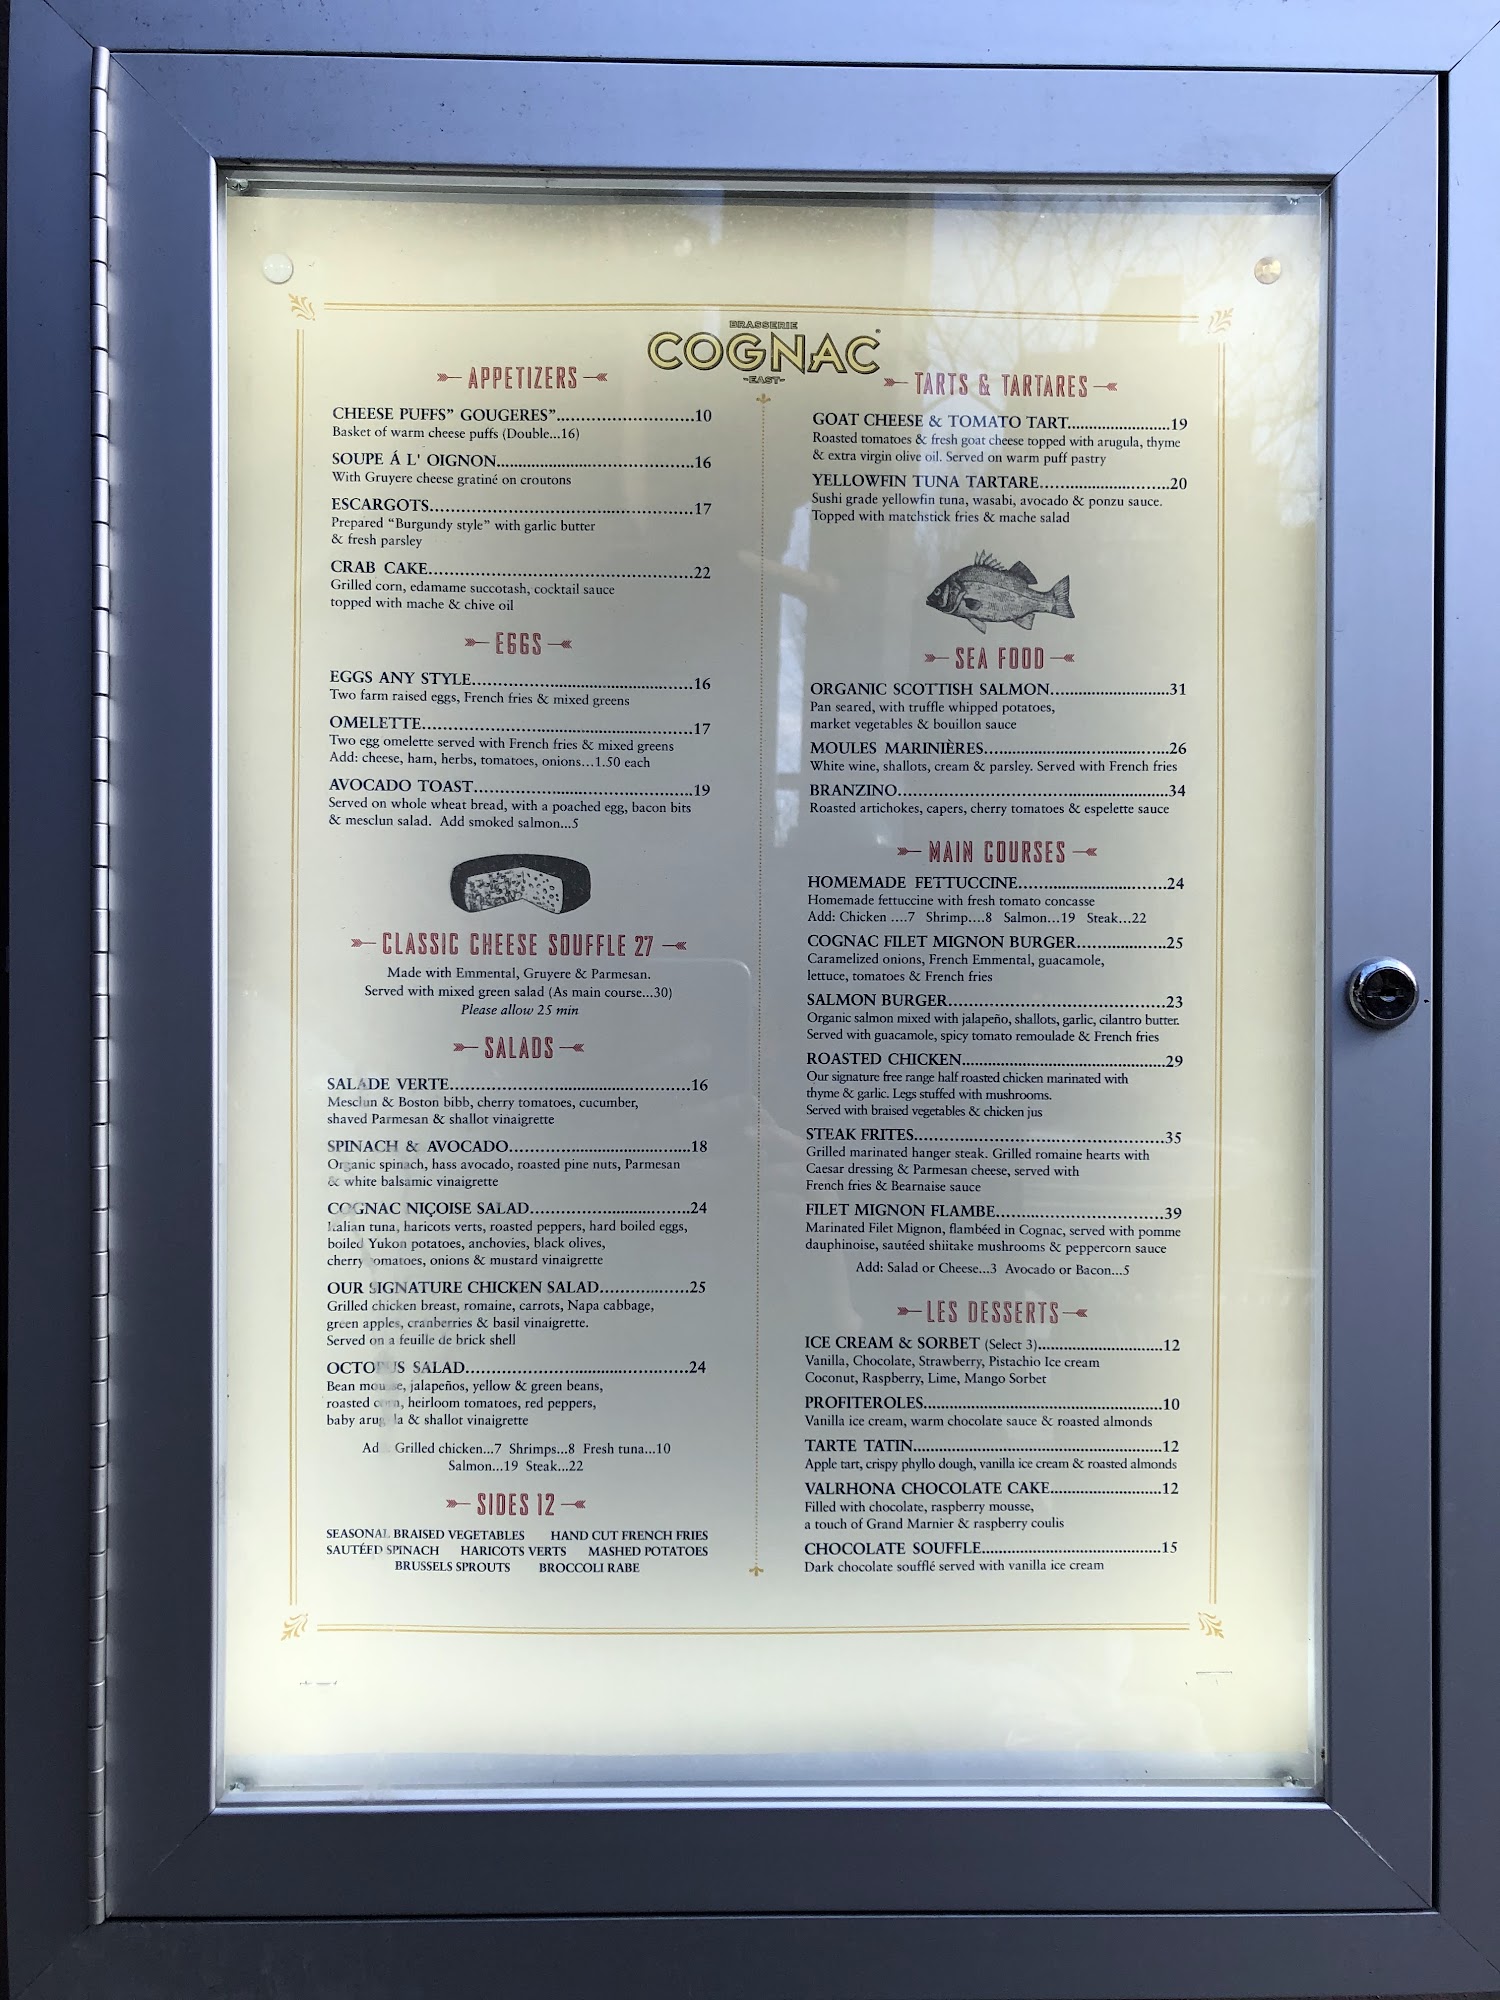 BRASSERIE
COGNAC
-EAST-
APPETIZERS
CHEESE PUFFS” GOUGERES”...............................10
Basket of warm cheese puffs (Double...16)
SOUPE Á L' OIGNON..............................................16
With Gruyere cheese gratiné on croutons
ESCARGOTS............................................................17
Prepared “Burgundy style” with garlic butter
& fresh parsley
CRAB CAKE............................................................22
Grilled corn, edamame succotash, cocktail sauce
topped with mache & chive oil
EGGS
EGGS ANY STYLE...................................................16
Two farm raised eggs, French fries & mixed greens
OMELETTE.............................................................17
Two egg omelette served with French fries & mixed greens
Add: cheese, ham, herbs, tomatoes, onions...1.50 each
AVOCADO TOAST..................................................19
Served on whole wheat bread, with a poached egg, bacon bits
& mesclun salad. Add smoked salmon...5
CLASSIC CHEESE SOUFFLE 27
Made with Emmental, Gruyere & Parmesan.
Served with mixed green salad (As main course...30)
Please allow 25 min
SALADS
SALADE VERTE.......................................................16
Mesclun & Boston bibb, cherry tomatoes, cucumber,
shaved Parmesan & shallot vinaigrette
SPINACH & AVOCADO..........................................18
Organic spinach, hass avocado, roasted pine nuts, Parmesan
& white balsamic vinaigrette
COGNAC NIÇOISE SALAD.....................................24
Italian tuna, haricots verts, roasted peppers, hard boiled eggs,
boiled Yukon potatoes, anchovies, black olives,
cherry tomatoes, onions & mustard vinaigrette
OUR SIGNATURE CHICKEN SALAD....................25
Grilled chicken breast, romaine, carrots, Napa cabbage,
green apples, cranberries & basil vinaigrette.
Served on a feuille de brick shell
OCTOPUS SALAD...................................................24
Bean mousse, jalapeños, yellow & green beans,
roasted corn, heirloom tomatoes, red peppers,
baby arugula & shallot vinaigrette
Ad Grilled chicken...7 Shrimps...8 Fresh tuna...10
Salmon...19 Steak...22
SIDES 12
SEASONAL BRAISED VEGETABLES HAND CUT FRENCH FRIES
SAUTÉED SPINACH HARICOTS VERTS MASHED POTATOES
BRUSSELS SPROUTS BROCCOLI RABE
TARTS & TARTARES
GOAT CHEESE & TOMATO TART.......................19
Roasted tomatoes & fresh goat cheese topped with arugula, thyme
& extra virgin olive oil. Served on warm puff pastry
YELLOWFIN TUNA TARTARE.............................20
Sushi grade yellowfin tuna, wasabi, avocado & ponzu sauce.
Topped with matchstick fries & mache salad
SEA FOOD
ORGANIC SCOTTISH SALMON...........................31
Pan seared, with truffle whipped potatoes,
market vegetables & bouillon sauce
MOULES MARINIÈRES..........................................26
White wine, shallots, cream & parsley. Served with French fries
BRANZINO.............................................................34
Roasted artichokes, capers, cherry tomatoes & espelette sauce
MAIN COURSES
HOMEMADE FETTUCCINE..................................24
Homemade fettuccine with fresh tomato concasse
Add: Chicken ....7 Shrimp....8 Salmon...19 Steak...22
COGNAC FILET MIGNON BURGER....................25
Caramelized onions, French Emmental, guacamole,
lettuce, tomatoes & French fries
SALMON BURGER..................................................23
Organic salmon mixed with jalapeño, shallots, garlic, cilantro butter.
Served with guacamole, spicy tomato remoulade & French fries
ROASTED CHICKEN...............................................29
Our signature free range half roasted chicken marinated with
thyme & garlic. Legs stuffed with mushrooms.
Served with braised vegetables & chicken jus
STEAK FRITES.........................................................35
Grilled marinated hanger steak. Grilled romaine hearts with
Caesar dressing & Parmesan cheese, served with
French fries & Bearnaise sauce
FILET MIGNON FLAMBE......................................39
Marinated Filet Mignon, flambéed in Cognac, served with pomme
dauphinoise, sautéed shiitake mushrooms & peppercorn sauce
Add: Salad or Cheese...3 Avocado or Bacon...5
LES DESSERTS
ICE CREAM & SORBET (Select 3)............................12
Vanilla, Chocolate, Strawberry, Pistachio Ice cream
Coconut, Raspberry, Lime, Mango Sorbet
PROFITEROLES......................................................10
Vanilla ice cream, warm chocolate sauce & roasted almonds
TARTE TATIN.........................................................12
Apple tart, crispy phyllo dough, vanilla ice cream & roasted almonds
VALRHONA CHOCOLATE CAKE.........................12
Filled with chocolate, raspberry mousse,
a touch of Grand Marnier & raspberry coulis
CHOCOLATE SOUFFLE........................................15
Dark chocolate soufflé served with vanilla ice cream